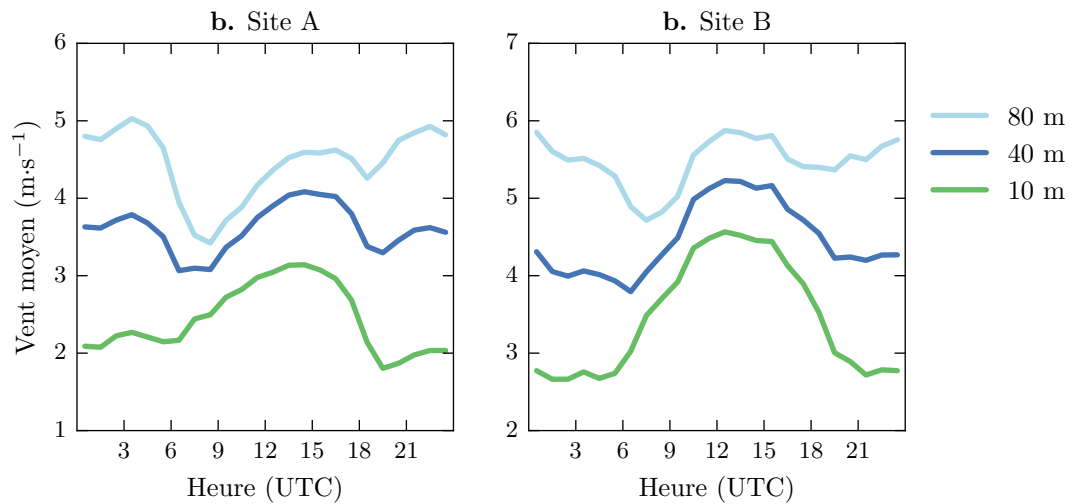 b. Site A
b. Site B
Vent moyen (m·s⁻¹)
6
5
4
3
2
1
3 6 9 12 15 18 21
Heure (UTC)
7
6
5
4
3
2
3 6 9 12 15 18 21
Heure (UTC)
80 m
40 m
10 m